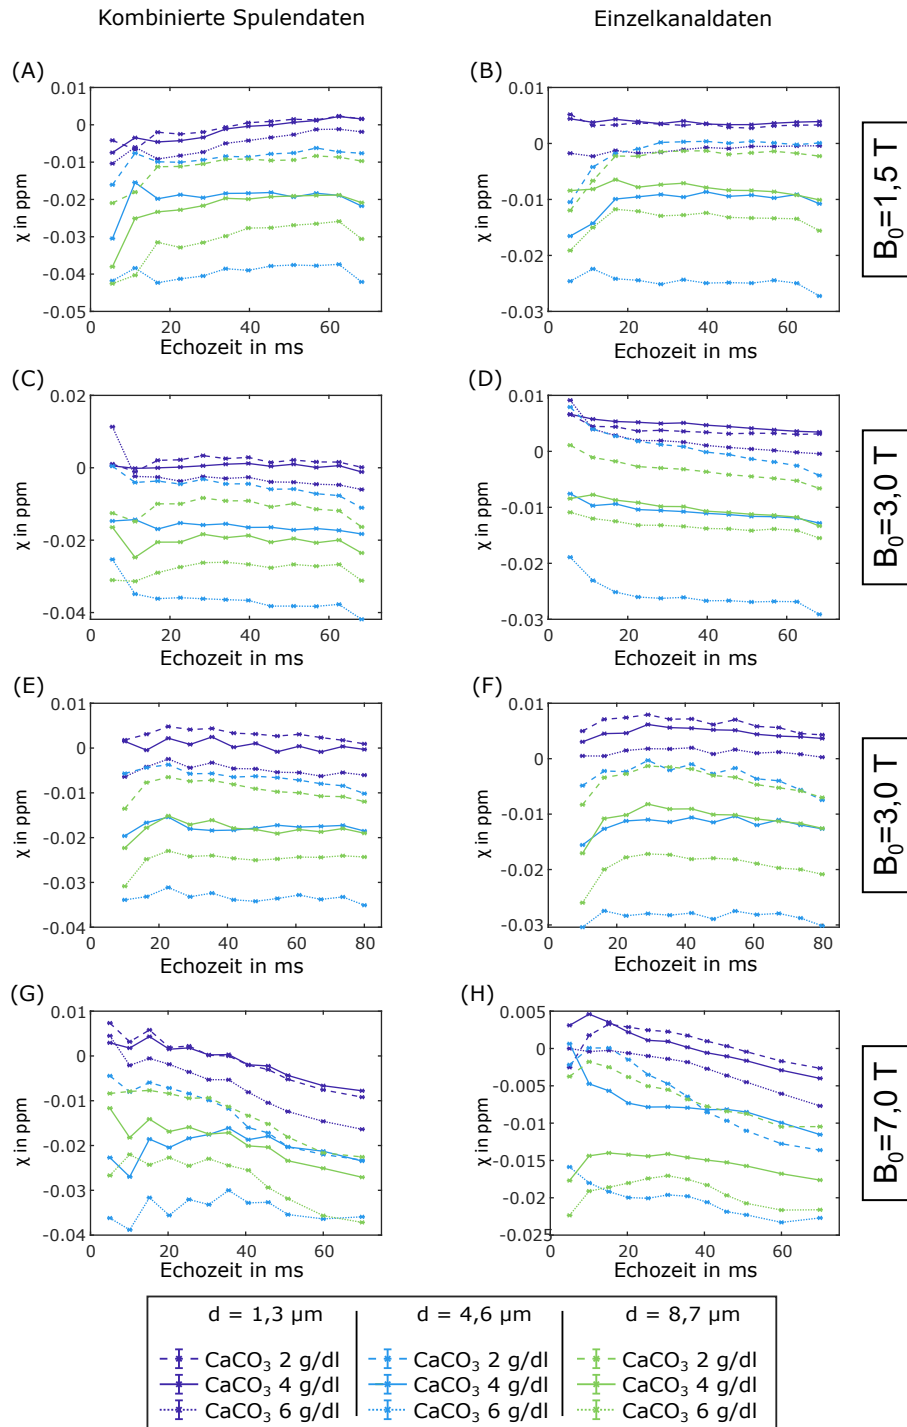 Kombinierte Spulendaten
Einzelkanaldaten
(A)
0.01
0
-0.01
-0.02
-0.03
-0.04
-0.05
χ in ppm
0 20 40 60
Echozeit in ms
(B)
0.01
0
-0.01
-0.02
-0.03
χ in ppm
0 20 40 60
Echozeit in ms
B₀=1,5 T
(C)
0.02
0
-0.02
-0.04
χ in ppm
0 20 40 60
Echozeit in ms
(D)
0.01
0
-0.01
-0.02
-0.03
χ in ppm
0 20 40 60
Echozeit in ms
B₀=3,0 T
(E)
0.01
0
-0.01
-0.02
-0.03
-0.04
χ in ppm
0 20 40 60 80
Echozeit in ms
(F)
0.01
0
-0.01
-0.02
-0.03
χ in ppm
0 20 40 60 80
Echozeit in ms
B₀=3,0 T
(G)
0.01
0
-0.01
-0.02
-0.03
-0.04
χ in ppm
0 20 40 60
Echozeit in ms
(H)
0.005
0
-0.005
-0.01
-0.015
-0.02
-0.025
χ in ppm
0 20 40 60
Echozeit in ms
B₀=7,0 T
d = 1,3 μm
CaCO₃ 2 g/dl
CaCO₃ 4 g/dl
CaCO₃ 6 g/dl
d = 4,6 μm
CaCO₃ 2 g/dl
CaCO₃ 4 g/dl
CaCO₃ 6 g/dl
d = 8,7 μm
CaCO₃ 2 g/dl
CaCO₃ 4 g/dl
CaCO₃ 6 g/dl